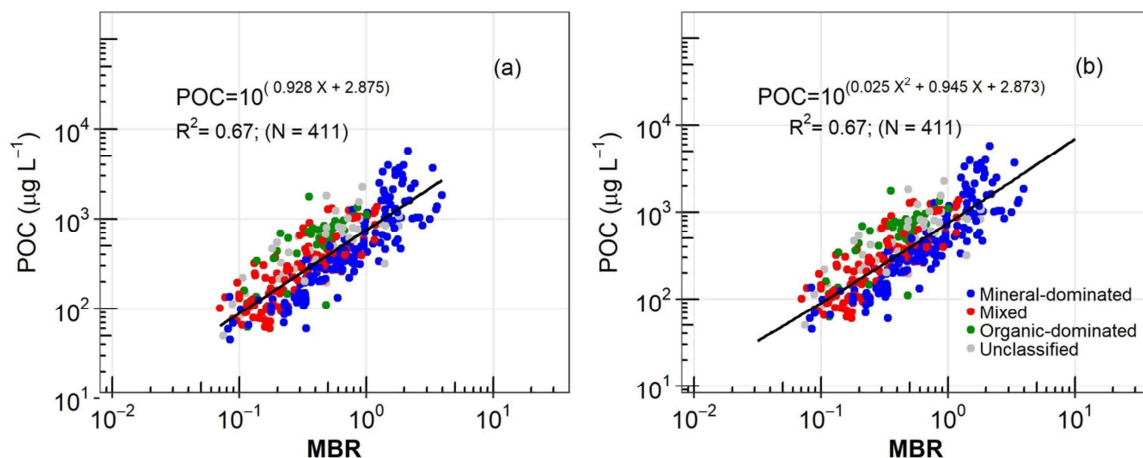 (a)
POC=10^( 0.928 X + 2.875)
R²= 0.67; (N = 411)
POC (μg L⁻¹)
10⁴
10³
10²
10¹
10⁻² 10⁻¹ 10⁰ 10¹
MBR
(b)
POC=10^(0.025 X² + 0.945 X + 2.873)
R²= 0.67; (N = 411)
POC (μg L⁻¹)
10⁴
10³
10²
10¹
Mineral-dominated
Mixed
Organic-dominated
Unclassified
10⁻² 10⁻¹ 10⁰ 10¹
MBR